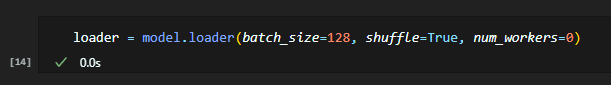 loader = model.loader(batch_size=128, shuffle=True, num_workers=0)
[14]
0.0s